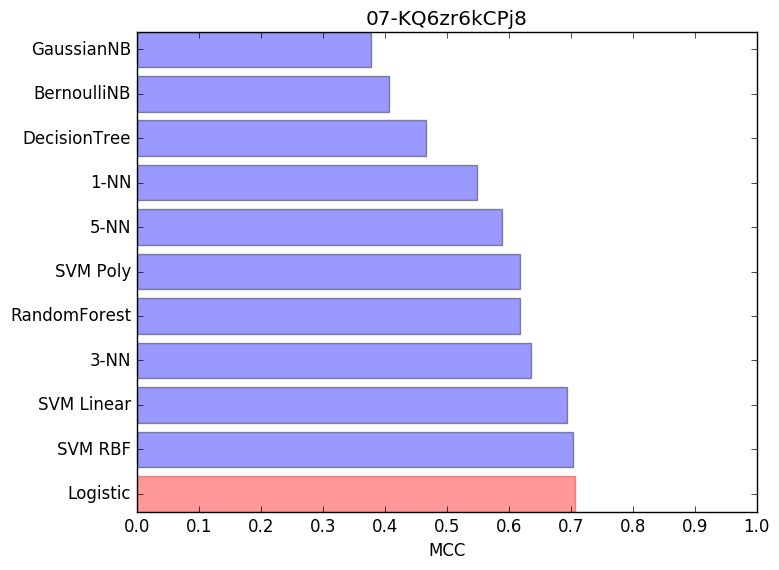 07-KQ6zr6kCPj8
GaussianNB
BernoulliNB
DecisionTree
1-NN
5-NN
SVM Poly
RandomForest
3-NN
SVM Linear
SVM RBF
Logistic
0.0 0.1 0.2 0.3 0.4 0.5 0.6 0.7 0.8 0.9 1.0
MCC